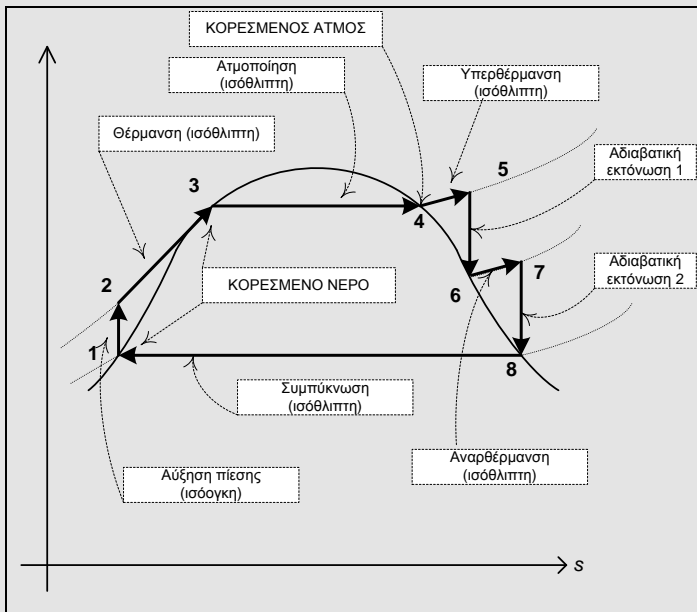 ΚΟΡΕΣΜΕΝΟΣ ΑΤΜΟΣ
Ατμοποίηση
(ισόθλιπτη)
Υπερθέρμανση
(ισόθλιπτη)
Θέρμανση (ισόθλιπτη)
Αδιαβατική
εκτόνωση 1
3
5
4
2
ΚΟΡΕΣΜΕΝΟ ΝΕΡΟ
6
7
Αδιαβατική
εκτόνωση 2
1
8
Συμπύκνωση
(ισόθλιπτη)
Αναρθέρμανση
(ισόθλιπτη)
Αύξηση πίεσης
(ισόογκη)
s